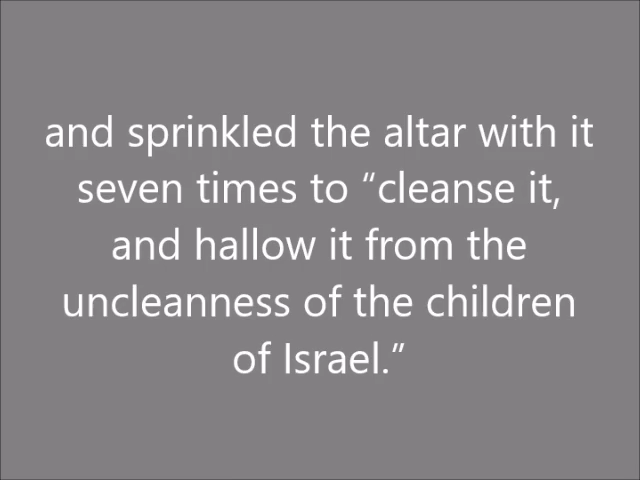 and sprinkled the altar with it
seven times to “cleanse it,
and hallow it from the
uncleanness of the children
of Israel.”